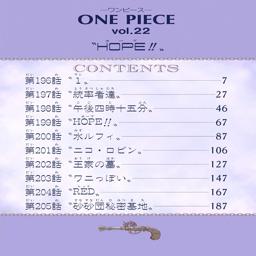 ―ワンピース―
ONE PIECE
vol.22
"HOPE!!"
CONTENTS
第196話 "1" 7
第197話 "統率者達" 27
第198話 "午後四時十五分" 46
第199話 "HOPE!!" 67
第200話 "水ルフィ" 87
第201話 "ニコ・ロビン" 106
第202話 "王家の墓" 127
第203話 "ワニっぽい" 147
第204話 "RED" 167
第205話 "砂砂団秘密基地" 187